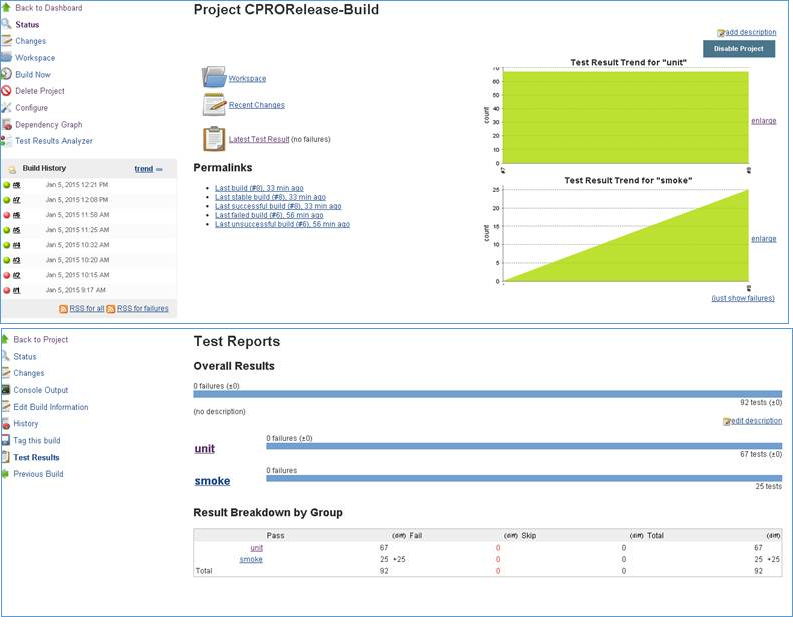 Back to Dashboard
Status
Changes
Workspace
Build Now
Delete Project
Configure
Dependency Graph
Test Results Analyzer
Build History trend
#8 Jan 5, 2015 12:21 PM
#7 Jan 5, 2015 12:08 PM
#6 Jan 5, 2015 11:58 AM
#5 Jan 5, 2015 11:25 AM
#4 Jan 5, 2015 10:32 AM
#3 Jan 5, 2015 10:20 AM
#2 Jan 5, 2015 10:15 AM
#1 Jan 5, 2015 9:17 AM
RSS for all RSS for failures
Project CPRORelease-Build
add description
Disable Project
Workspace
Recent Changes
Latest Test Result (no failures)
Permalinks
Last build (#8), 33 min ago
Last stable build (#8), 33 min ago
Last successful build (#8), 33 min ago
Last failed build (#6), 56 min ago
Last unsuccessful build (#6), 56 min ago
Test Result Trend for "unit"
count
70
60
50
40
30
20
10
0
#7
#8
enlarge
Test Result Trend for "smoke"
count
25
20
15
10
5
0
#8
enlarge
(just show failures)
Back to Project
Status
Changes
Console Output
Edit Build Information
History
Tag this build
Test Results
Previous Build
Test Reports
Overall Results
0 failures (±0)
92 tests (±0)
(no description)
edit description
unit 0 failures (±0)
67 tests (±0)
smoke 0 failures
25 tests
Result Breakdown by Group
Pass (diff) Fail (diff) Skip (diff) Total (diff)
unit 67 0 0 67
smoke 25 +25 0 0 25 +25
Total 92 0 0 92